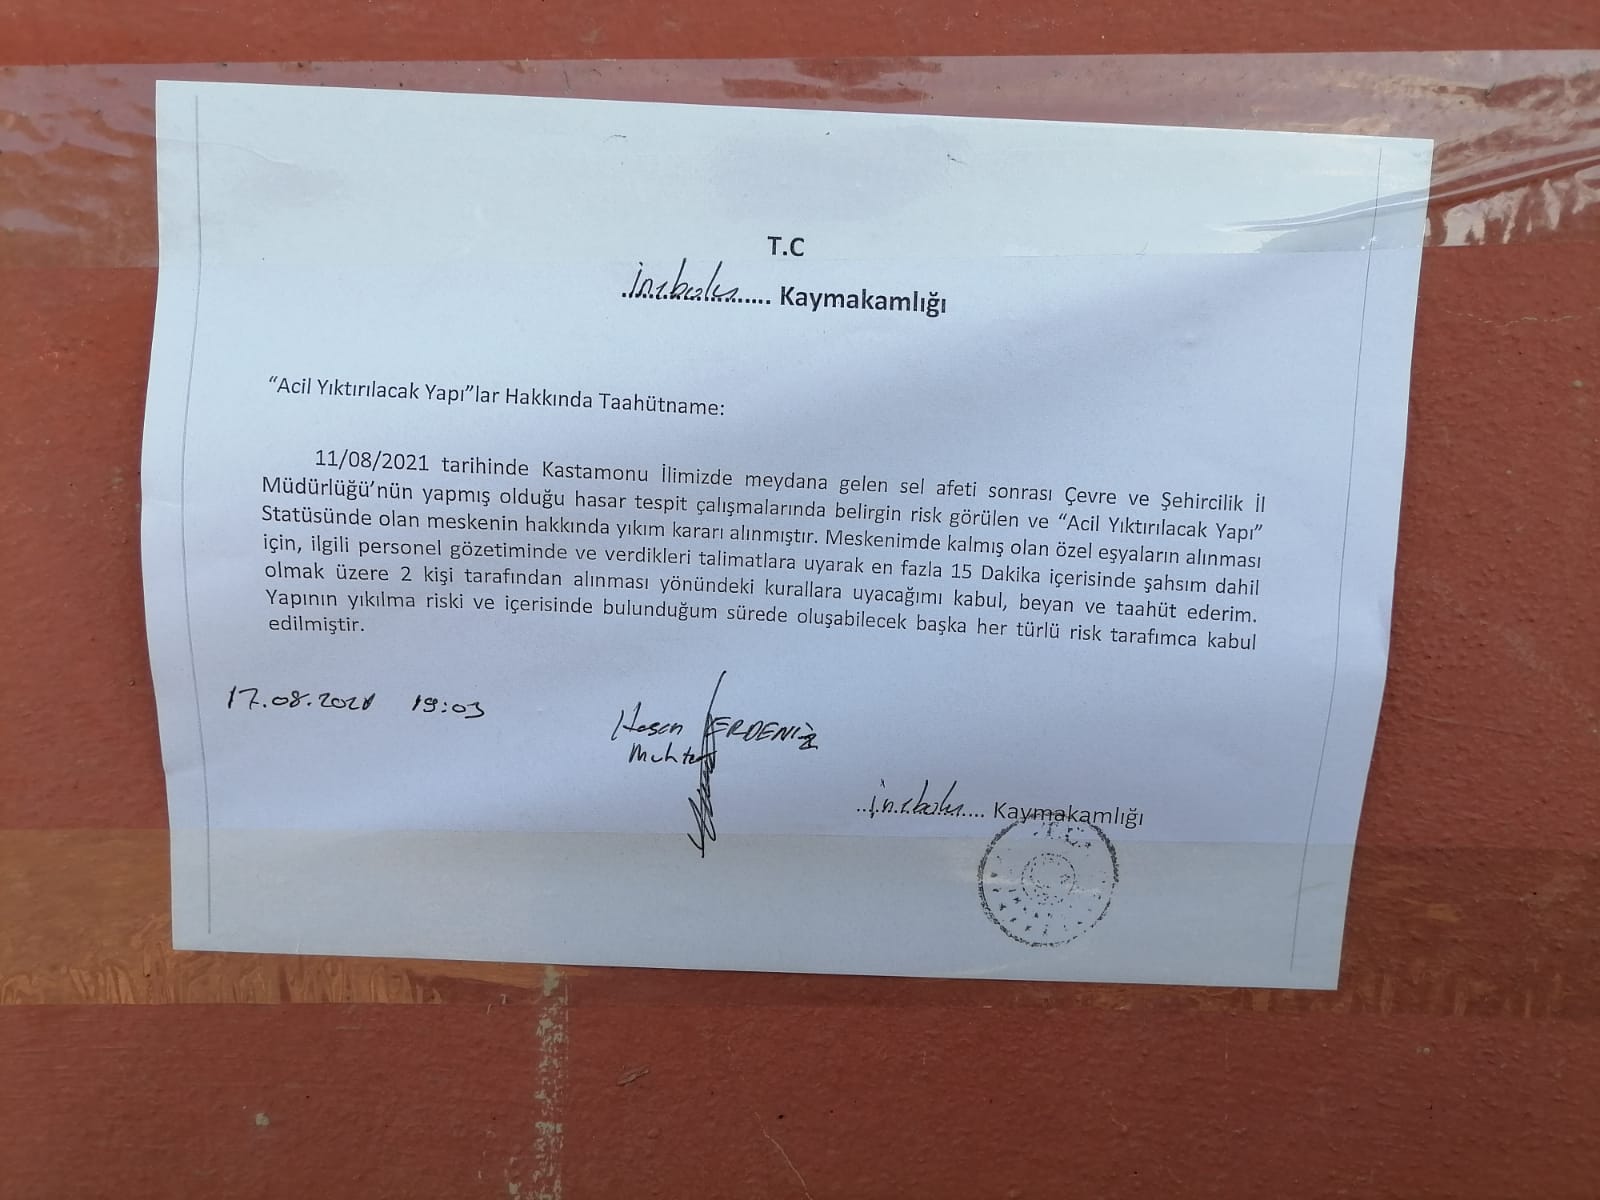 T.C
İnebolu Kaymakamlığı
“Acil Yıktırılacak Yapı”lar Hakkında Taahütname:
11/08/2021 tarihinde Kastamonu İlimizde meydana gelen sel afeti sonrası Çevre ve Şehircilik İl
Müdürlüğü’nün yapmış olduğu hasar tespit çalışmalarında belirgin risk görülen ve “Acil Yıktırılacak Yapı”
Statüsünde olan meskenin hakkında yıkım kararı alınmıştır. Meskenimde kalmış olan özel eşyaların alınması
için, ilgili personel gözetiminde ve verdikleri talimatlara uyarak en fazla 15 Dakika içerisinde şahsım dahil
olmak üzere 2 kişi tarafından alınması yönündeki kurallara uyacağımı kabul, beyan ve taahüt ederim.
Yapının yıkılma riski ve içerisinde bulunduğum sürede oluşabilecek başka her türlü risk tarafımca kabul
edilmiştir.
17.08.2021 19:03
Hasan ERDENİZ
Muhtar
İnebolu Kaymakamlığı
T.C.